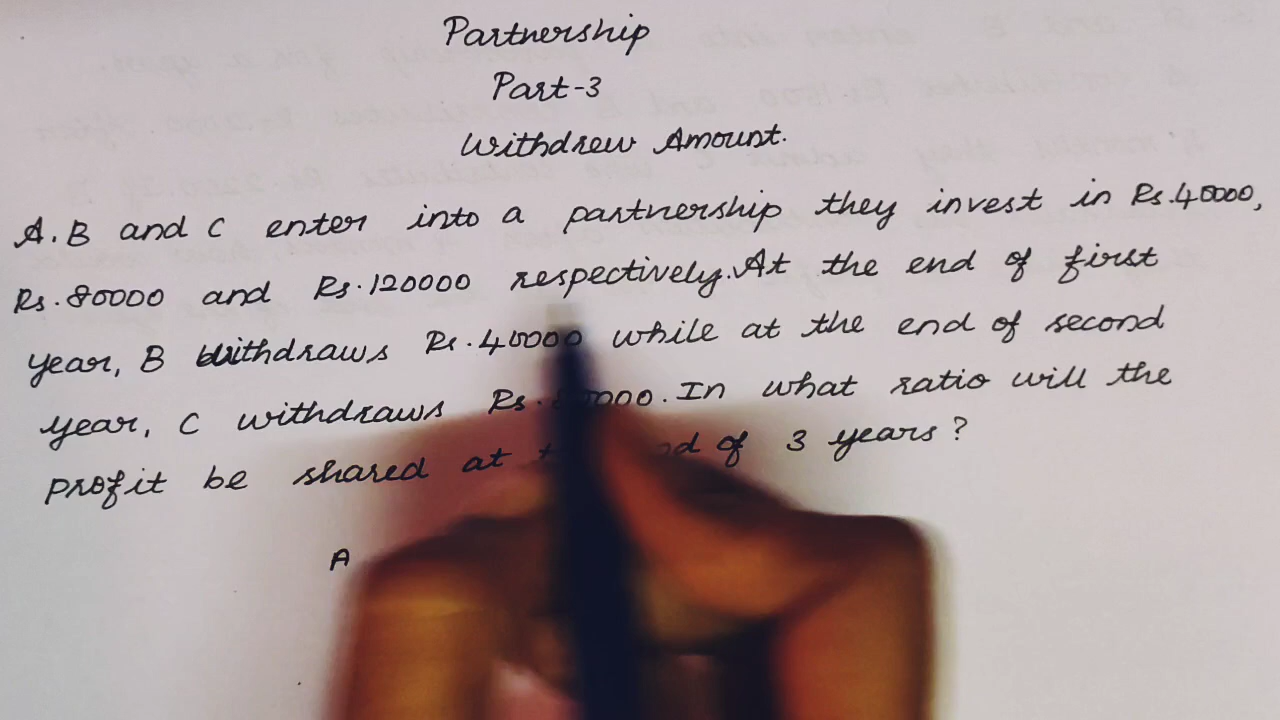 Partnership
Part-3
Withdrew Amount.
A.B and C enter into a partnership they invest in Rs.40000,
Rs.80000 and Rs.120000 respectively.At the end of first
year, B withdraws Rs.40000 while at the end of second
year, C withdraws In what ratio will the
profit be shared at of 3 years?
A